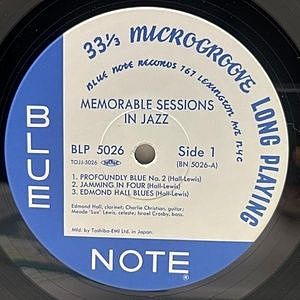 33⅓ MICROGROOVE LONG PLAYING
BLUE NOTE RECORDS 767 LEXINGTON AVE NYC
MEMORABLE SESSIONS
IN JAZZ
BLP 5026 Side 1
TOJJ-5026 (BN 5026-A)
1. PROFOUNDLY BLUE No. 2 (Hall-Lewis)
2. JAMMING IN FOUR (Hall-Lewis)
3. EDMOND HALL BLUES (Hall-Lewis)
Edmond Hall, clarinet; Charlie Christian, guitar;
Meade "Lux" Lewis, celeste; Israel Crosby, bass.
Mfd. by Toshiba-EMI Ltd. in Japan.
BLUE
NOTE ®